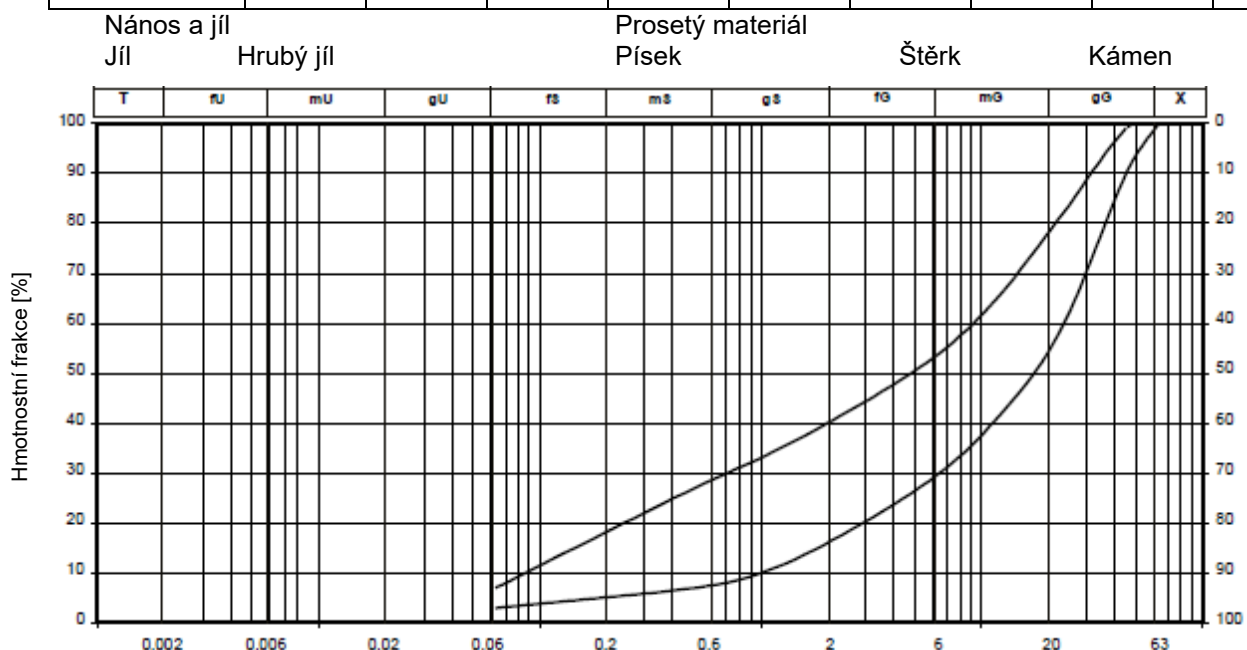 Nános a jíl Prosetý materiál
Jíl Hrubý jíl Písek Štěrk Kámen
T fU mU gU fS mS gS fG mG gG X
100 0
90 10
80 20
70 30
60 40
50 50
40 60
30 70
20 80
10 90
0 100
0.002 0.006 0.02 0.06 0.2 0.6 2 6 20 63
Hmotnostní frakce [%]